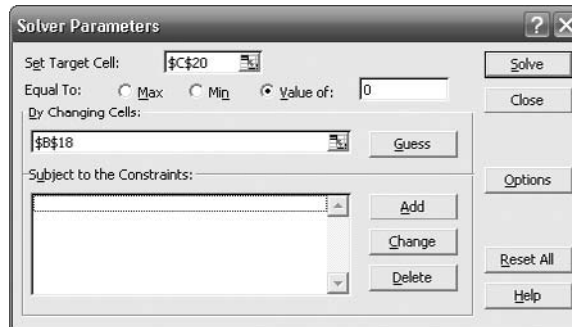 Solver Parameters
Set Target Cell: $C$20 Solve
Equal To: Max Min Value of: 0
Close
By Changing Cells:
$B$18 Guess
Subject to the Constraints: Options
Add
Change
Reset All
Delete
Help